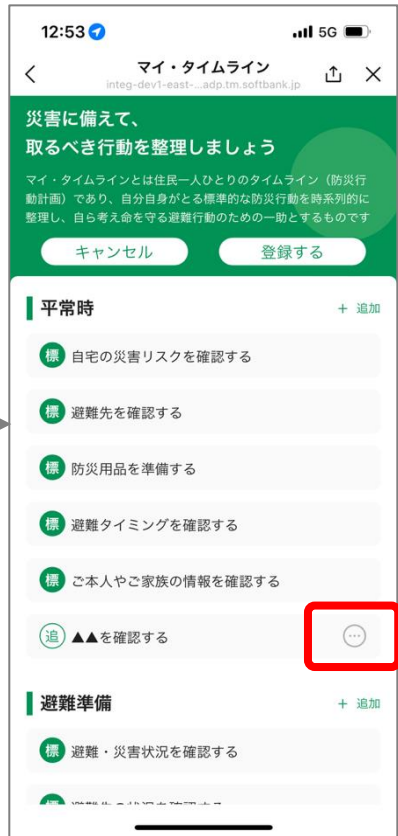 12:53 5G
マイ・タイムライン
integ-dev1-east-...adp.tm.softbank.jp
災害に備えて、
取るべき行動を整理しましょう
マイ・タイムラインとは住民一人ひとりのタイムライン（防災行
動計画）であり、自分自身がとる標準的な防災行動を時系列的に
整理し、自ら考え命を守る避難行動のための一助とするものです
キャンセル 登録する
平常時 + 追加
標 自宅の災害リスクを確認する
標 避難先を確認する
標 防災用品を準備する
標 避難タイミングを確認する
標 ご本人やご家族の情報を確認する
追 ▲▲を確認する
避難準備 + 追加
標 避難・災害状況を確認する